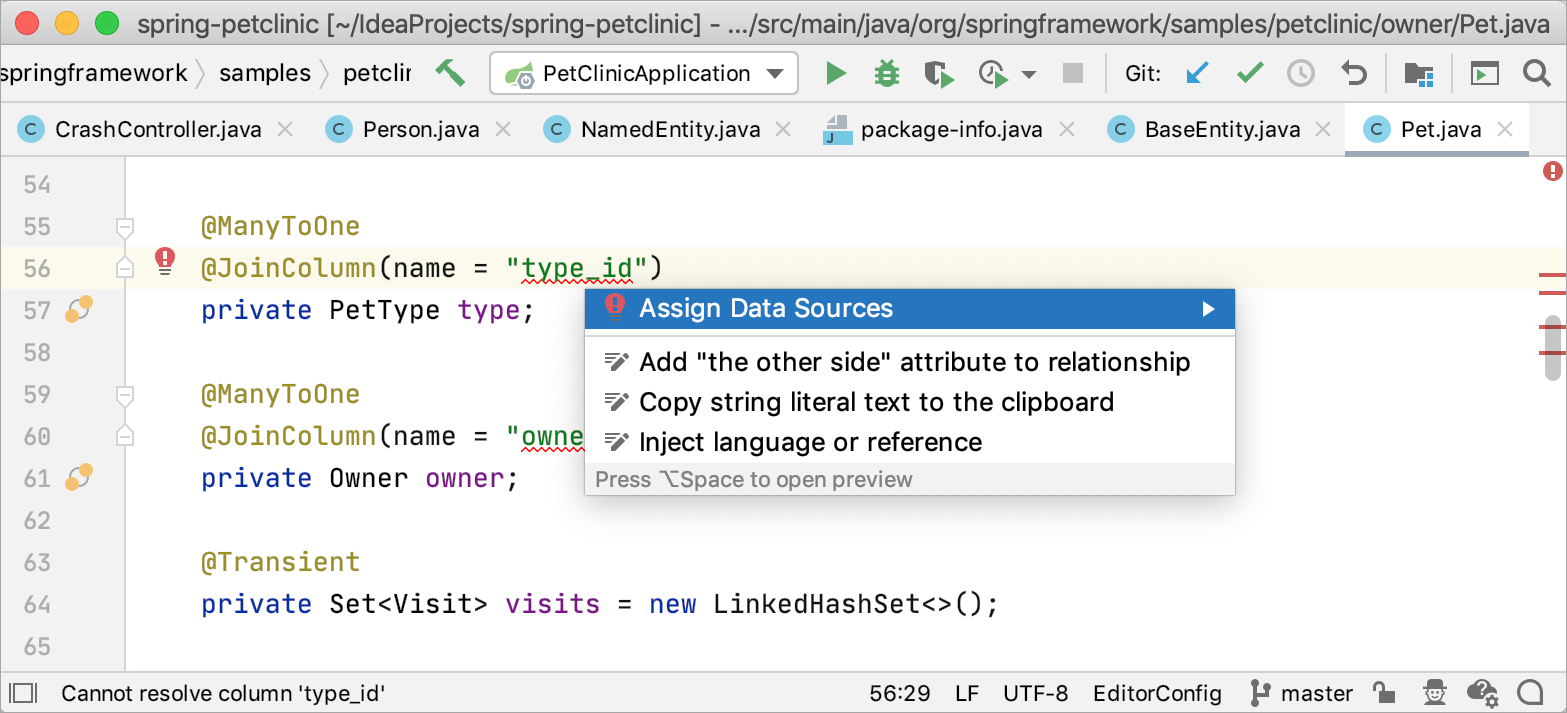 spring-petclinic [~/IdeaProjects/spring-petclinic] – .../src/main/java/org/springframework/samples/petclinic/owner/Pet.java
springframework samples petclin PetClinicApplication Git:
C CrashController.java C Person.java C NamedEntity.java J package-info.java C BaseEntity.java C Pet.java
54
55 @ManyToOne
56 @JoinColumn(name = "type_id")
57 private PetType type;
Assign Data Sources
58
Add "the other side" attribute to relationship
59 @ManyToOne
Copy string literal text to the clipboard
60 @JoinColumn(name = "owne
Inject language or reference
61 private Owner owner;
Press ⌥Space to open preview
62
63 @Transient
64 private Set<Visit> visits = new LinkedHashSet<>();
65
Cannot resolve column 'type_id' 56:29 LF UTF-8 EditorConfig master